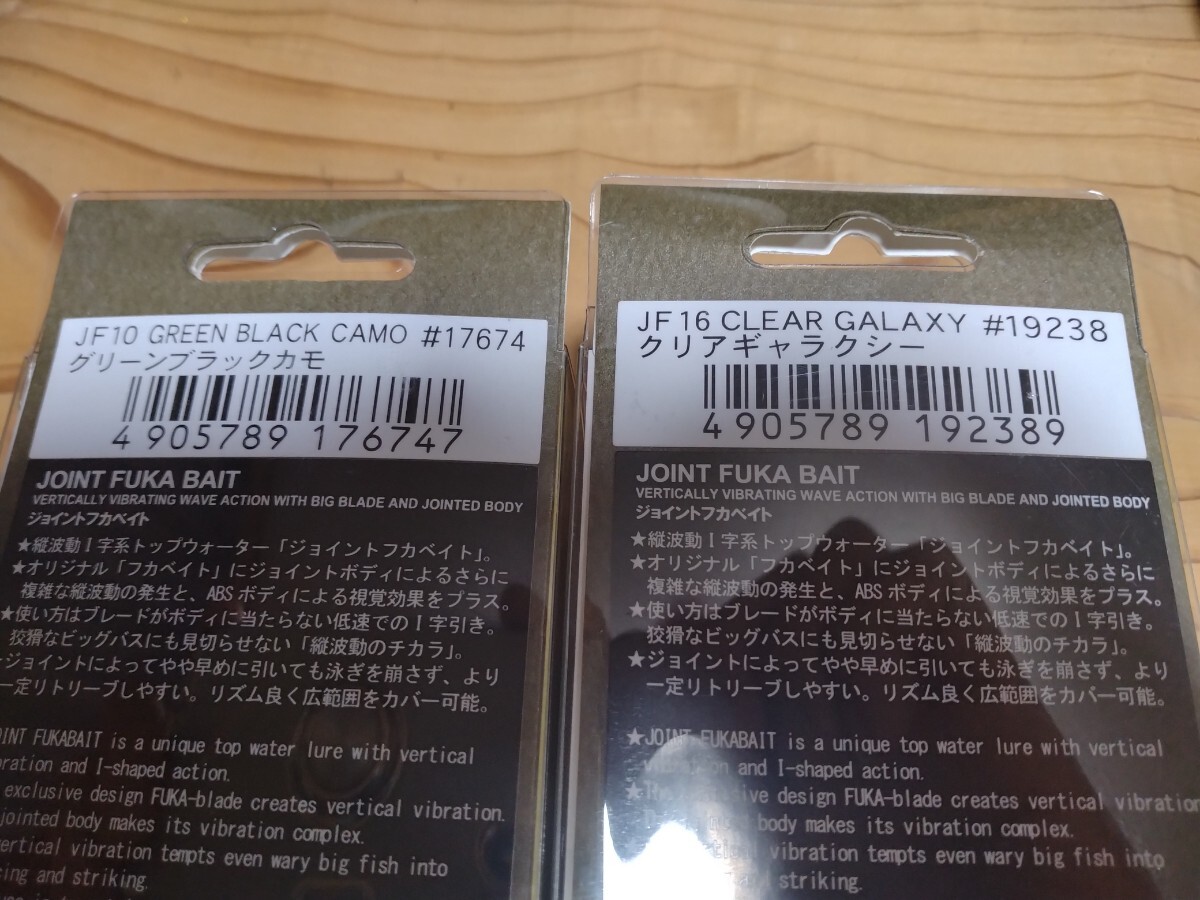 JF10 GREEN BLACK CAMO #17674
グリーンブラックカモ
4 905789 176747
JOINT FUKA BAIT
VERTICALLY VIBRATING WAVE ACTION WITH BIG BLADE AND JOINTED BODY
ジョイントフカベイト
★縦波動I字系トップウォーター「ジョイントフカベイト」。
★オリジナル「フカベイト」にジョイントボディによるさらに
複雑な縦波動の発生と、ABSボディによる視覚効果をプラス。
★使い方はブレードがボディに当たらない低速でのI字引き。
狡猾なビッグバスにも見切らせない「縦波動のチカラ」。
★ジョイントによってやや早めに引いても泳ぎを崩さず、より
一定リトリーブしやすい。リズム良く広範囲をカバー可能。
OINT FUKABAIT is a unique top water lure with vertical
bration and I-shaped action.
exclusive design FUKA-blade creates vertical vibration.
jointed body makes its vibration complex.
vertical vibration tempts even wary big fish into
cing and striking.
JF16 CLEAR GALAXY #19238
クリアギャラクシー
4 905789 192389
JOINT FUKA BAIT
VERTICALLY VIBRATING WAVE ACTION WITH BIG BLADE AND JOINTED BODY
ジョイントフカベイト
★縦波動I字系トップウォーター「ジョイントフカベイト」。
★オリジナル「フカベイト」にジョイントボディによるさらに
複雑な縦波動の発生と、ABSボディによる視覚効果をプラス。
★使い方はブレードがボディに当たらない低速でのI字引き。
狡猾なビッグバスにも見切らせない「縦波動のチカラ」。
★ジョイントによってやや早めに引いても泳ぎを崩さず、より
一定リトリーブしやすい。リズム良く広範囲をカバー可能。
★JOINT FUKABAIT is a unique top water lure with vertical
vibration and I-shaped action.
design FUKA-blade creates vertical vibration
body makes its vibration complex.
vibration tempts even wary big fish into
striking.